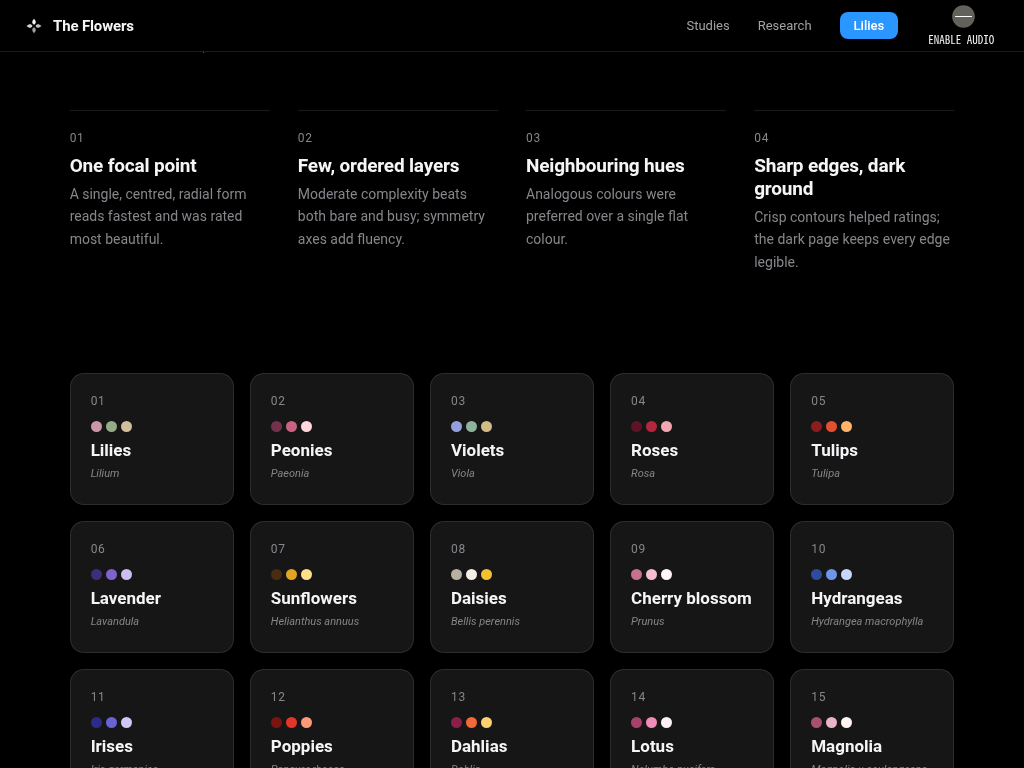 The Flowers
Studies
Research
Lilies
ENABLE AUDIO
01
One focal point
A single, centred, radial form
reads fastest and was rated
most beautiful.
02
Few, ordered layers
Moderate complexity beats
both bare and busy; symmetry
axes add fluency.
03
Neighbouring hues
Analogous colours were
preferred over a single flat
colour.
04
Sharp edges, dark
ground
Crisp contours helped ratings;
the dark page keeps every edge
legible.
01
Lilies
Lilium
02
Peonies
Paeonia
03
Violets
Viola
04
Roses
Rosa
05
Tulips
Tulipa
06
Lavender
Lavandula
07
Sunflowers
Helianthus annuus
08
Daisies
Bellis perennis
09
Cherry blossom
Prunus
10
Hydrangeas
Hydrangea macrophylla
11
Irises
12
Poppies
13
Dahlias
14
Lotus
15
Magnolia